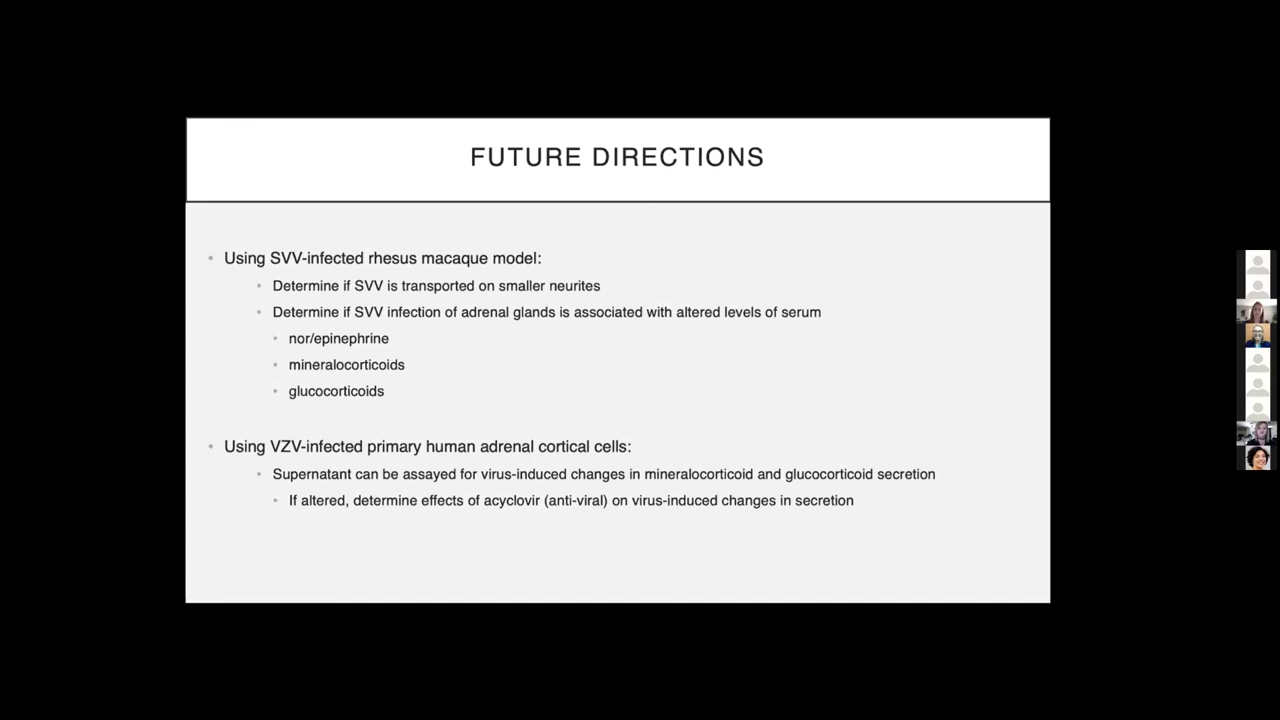 FUTURE DIRECTIONS
• Using SVV-infected rhesus macaque model:
• Determine if SVV is transported on smaller neurites
• Determine if SVV infection of adrenal glands is associated with altered levels of serum
• nor/epinephrine
• mineralocorticoids
• glucocorticoids
• Using VZV-infected primary human adrenal cortical cells:
• Supernatant can be assayed for virus-induced changes in mineralocorticoid and glucocorticoid secretion
• If altered, determine effects of acyclovir (anti-viral) on virus-induced changes in secretion